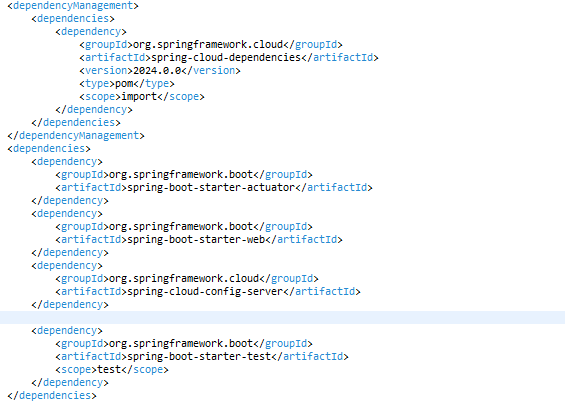 <dependencyManagement>
<dependencies>
<dependency>
<groupId>org.springframework.cloud</groupId>
<artifactId>spring-cloud-dependencies</artifactId>
<version>2024.0.0</version>
<type>pom</type>
<scope>import</scope>
</dependency>
</dependencies>
</dependencyManagement>
<dependencies>
<dependency>
<groupId>org.springframework.boot</groupId>
<artifactId>spring-boot-starter-actuator</artifactId>
</dependency>
<dependency>
<groupId>org.springframework.boot</groupId>
<artifactId>spring-boot-starter-web</artifactId>
</dependency>
<dependency>
<groupId>org.springframework.cloud</groupId>
<artifactId>spring-cloud-config-server</artifactId>
</dependency>
<dependency>
<groupId>org.springframework.boot</groupId>
<artifactId>spring-boot-starter-test</artifactId>
<scope>test</scope>
</dependency>
</dependencies>